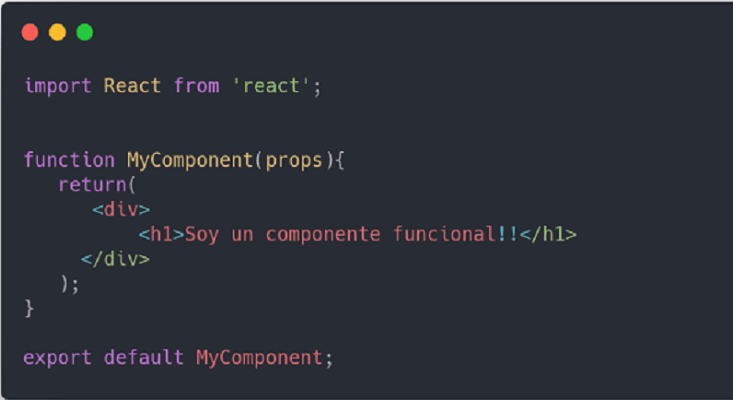 import React from 'react';
function MyComponent(props){
return(
<div>
<h1>Soy un componente funcional!!</h1>
</div>
);
}
export default MyComponent;